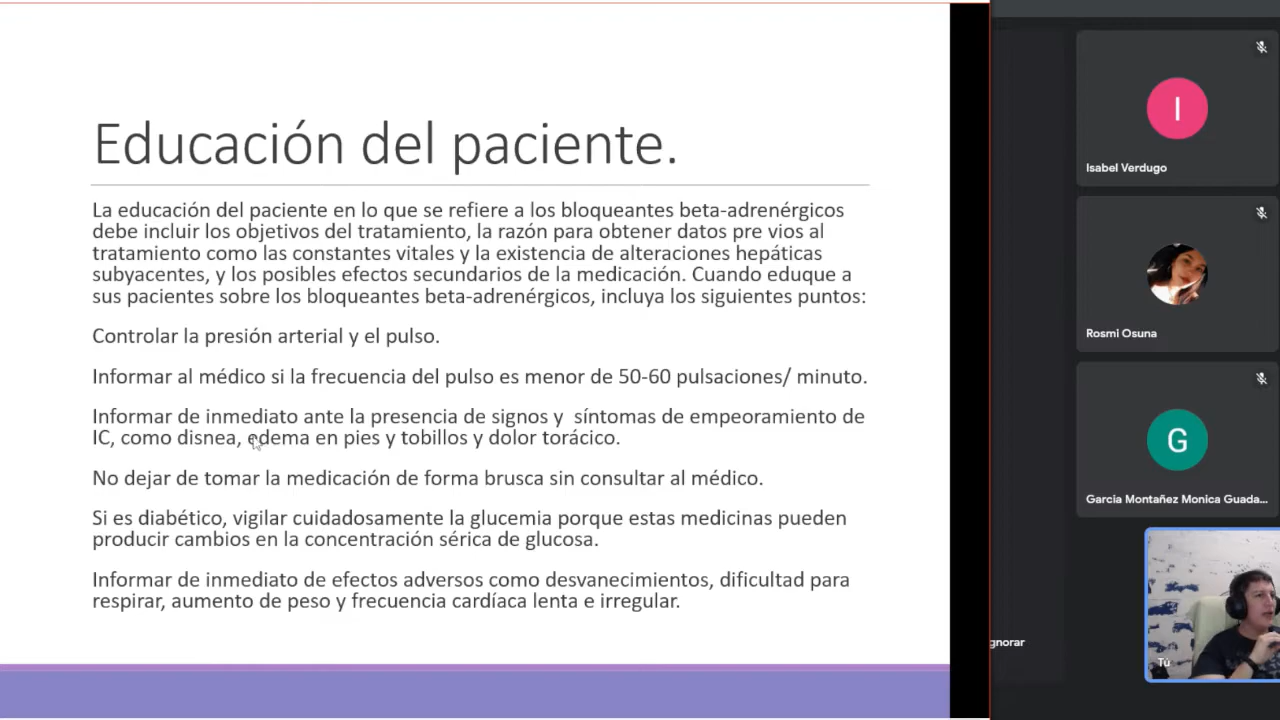 Educación del paciente.
La educación del paciente en lo que se refiere a los bloqueantes beta-adrenérgicos
debe incluir los objetivos del tratamiento, la razón para obtener datos pre vios al
tratamiento como las constantes vitales y la existencia de alteraciones hepáticas
subyacentes, y los posibles efectos secundarios de la medicación. Cuando eduque a
sus pacientes sobre los bloqueantes beta-adrenérgicos, incluya los siguientes puntos:
Controlar la presión arterial y el pulso.
Informar al médico si la frecuencia del pulso es menor de 50-60 pulsaciones/ minuto.
Informar de inmediato ante la presencia de signos y síntomas de empeoramiento de
IC, como disnea, edema en pies y tobillos y dolor torácico.
No dejar de tomar la medicación de forma brusca sin consultar al médico.
Si es diabético, vigilar cuidadosamente la glucemia porque estas medicinas pueden
producir cambios en la concentración sérica de glucosa.
Informar de inmediato de efectos adversos como desvanecimientos, dificultad para
respirar, aumento de peso y frecuencia cardíaca lenta e irregular.
I
Isabel Verdugo
Rosmi Osuna
G
Garcia Montañez Monica Guada...
gnorar
Tú